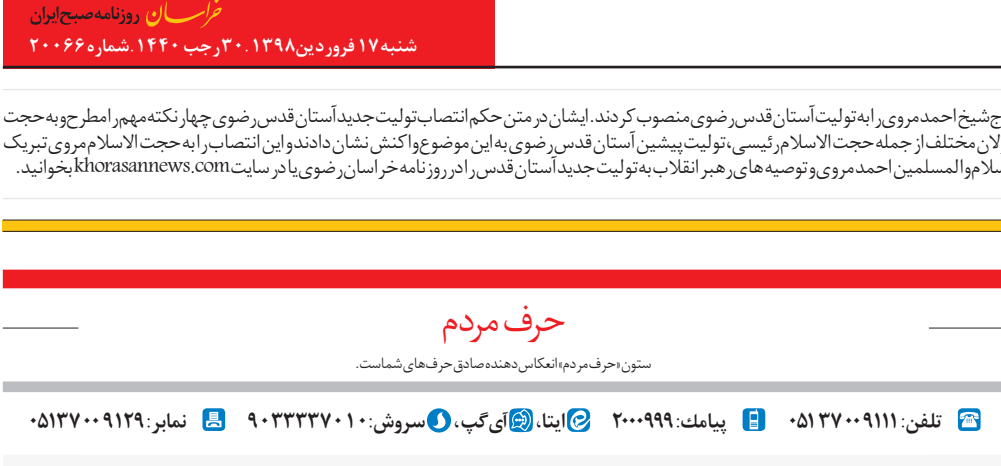 خراسان روزنامه صبح ایران
شنبه ۱۷ فروردین ۱۳۹۸ . ۳۰ رجب ۱۴۴۰ . شماره ۲۰۰۶۶
شیخ احمد مروی را به تولیت آستان قدس رضوی منصوب کردند. ایشان در متن حکم انتصاب تولیت جدید آستان قدس رضوی چهار نکته مهم را مطرح و به حجت
مختلف از جمله حجت الاسلام رئیسی، تولیت پیشین آستان قدس رضوی به این موضوع واکنش نشان دادند و این انتصاب را به حجت الاسلام مروی تبریک
والمسلمین احمد مروی و توصیه های رهبر انقلاب به تولیت جدید آستان قدس را در روزنامه خراسان رضوی یا در سایت khorasannews.com بخوانید.
حرف مردم
ستون «حرف مردم» انعکاس دهنده صادق حرف های شماست.
تلفن: ۰۵۱۳۷۰۰۹۱۱۱ پیامک: ۲۰۰۰۹۹۹ ایتا، آی گپ، سروش: ۹۰۳۳۳۳۷۰۱۰ نمابر: ۰۵۱۳۷۰۰۹۱۲۹